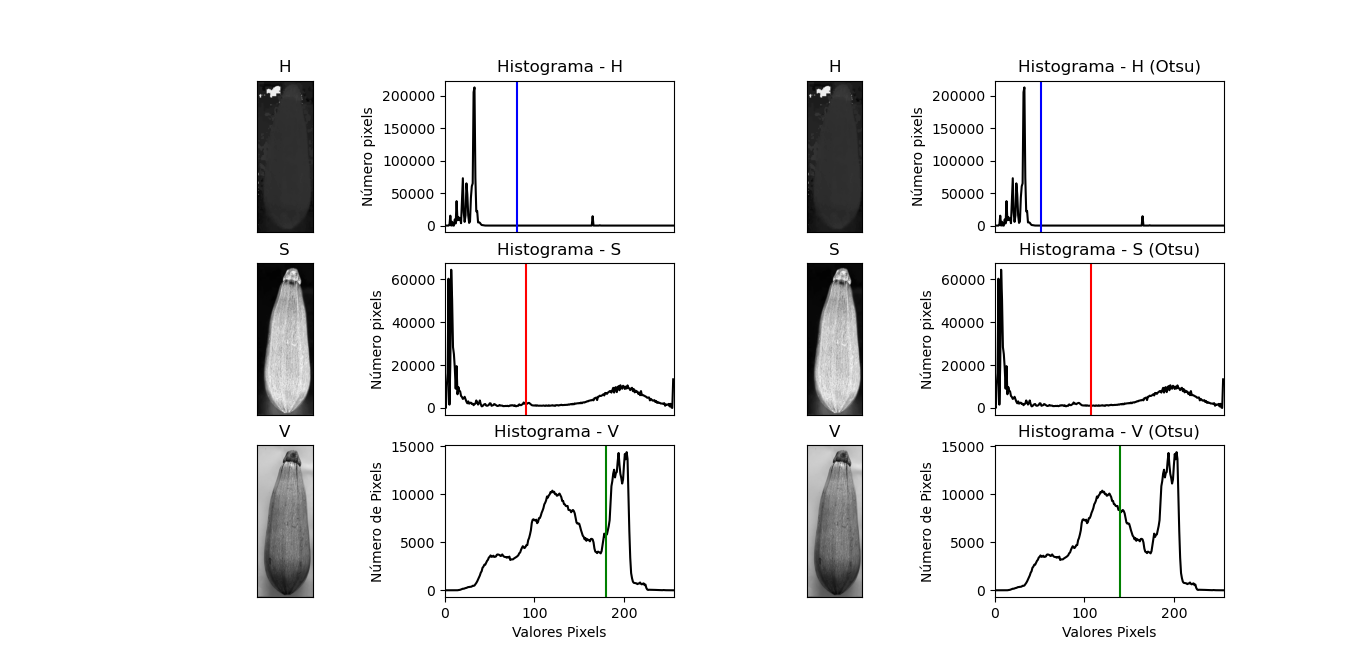 H
Histograma - H
H
Histograma - H (Otsu)
Número pixels
200000
150000
100000
50000
0
Número pixels
200000
150000
100000
50000
0
S
Histograma - S
S
Histograma - S (Otsu)
Número pixels
60000
40000
20000
0
Número pixels
60000
40000
20000
0
V
Histograma - V
V
Histograma - V (Otsu)
Número de Pixels
15000
10000
5000
0
0 100 200
Valores Pixels
Número de Pixels
15000
10000
5000
0
0 100 200
Valores Pixels